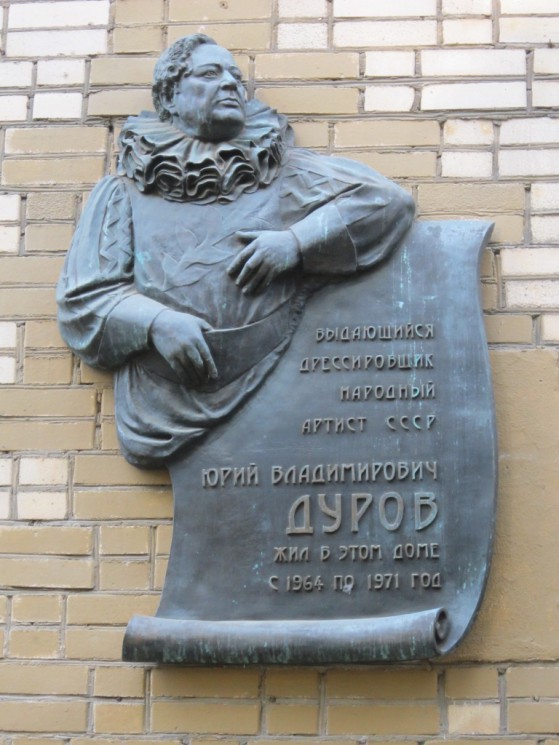 ВЫДАЮЩИЙСЯ
ДРЕССИРОВЩИК
НАРОДНЫЙ
АРТИСТ СССР
ЮРИЙ ВЛАДИМИРОВИЧ
ДУРОВ
ЖИЛ В ЭТОМ ДОМЕ
С 1964 ПО 1971 ГОД